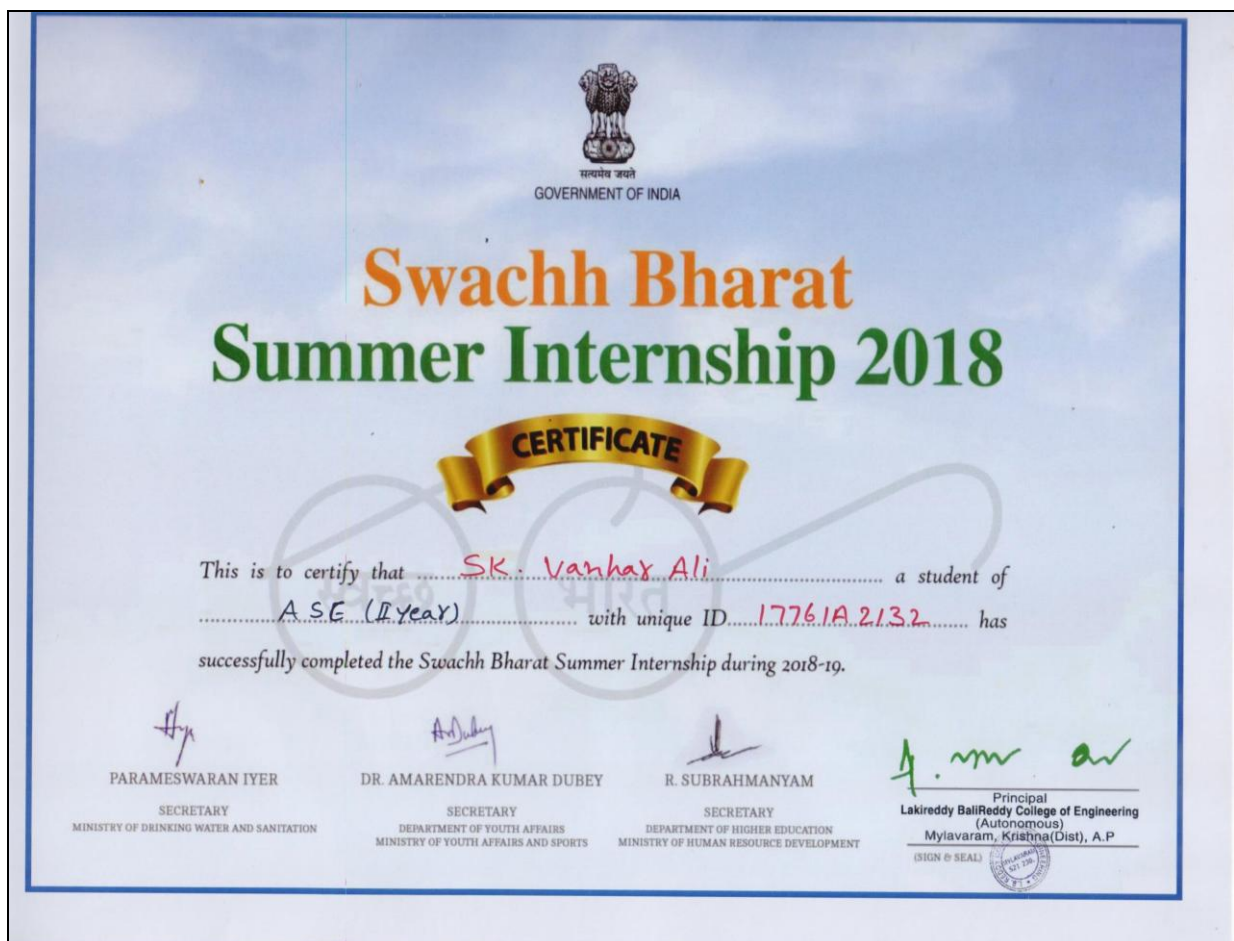 सत्यमेव जयते
GOVERNMENT OF INDIA
Swachh Bharat
Summer Internship 2018
CERTIFICATE
स्वच्छ भारत
This is to certify that ...... SK. Vanhar Ali ...... a student of
...... ASE (II year) ...... with unique ID ...... 17761A2132 ...... has
successfully completed the Swachh Bharat Summer Internship during 2018-19.
PARAMESWARAN IYER
SECRETARY
MINISTRY OF DRINKING WATER AND SANITATION
DR. AMARENDRA KUMAR DUBEY
SECRETARY
DEPARTMENT OF YOUTH AFFAIRS
MINISTRY OF YOUTH AFFAIRS AND SPORTS
R. SUBRAHMANYAM
SECRETARY
DEPARTMENT OF HIGHER EDUCATION
MINISTRY OF HUMAN RESOURCE DEVELOPMENT
Principal
Lakireddy BaliReddy College of Engineering
(Autonomous)
Mylavaram, Krishna(Dist), A.P
(SIGN & SEAL)